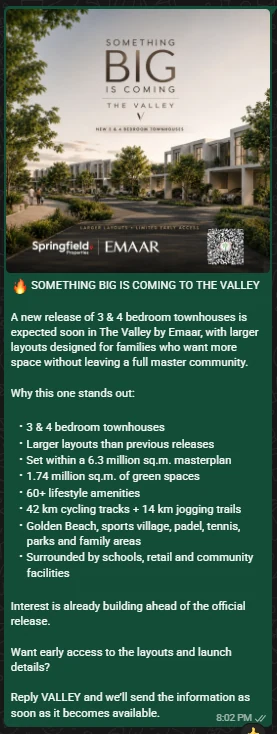 SOMETHING
BIG
IS COMING
THE VALLEY
V
NEW 3 & 4 BEDROOM TOWNHOUSES
LARGER LAYOUTS • LIMITED EARLY ACCESS
Springfield
Properties
EMAAR
🔥 SOMETHING BIG IS COMING TO THE VALLEY
A new release of 3 & 4 bedroom townhouses is
expected soon in The Valley by Emaar, with larger
layouts designed for families who want more
space without leaving a full master community.
Why this one stands out:
• 3 & 4 bedroom townhouses
• Larger layouts than previous releases
• Set within a 6.3 million sq.m. masterplan
• 1.74 million sq.m. of green spaces
• 60+ lifestyle amenities
• 42 km cycling tracks + 14 km jogging trails
• Golden Beach, sports village, padel, tennis,
parks and family areas
• Surrounded by schools, retail and community
facilities
Interest is already building ahead of the official
release.
Want early access to the layouts and launch
details?
Reply VALLEY and we'll send the information as
soon as it becomes available.
8:02 PM